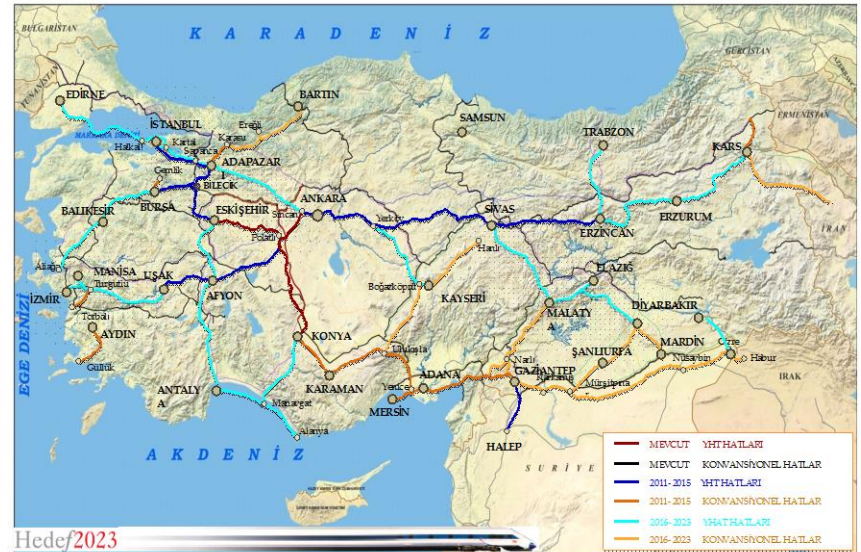 BULGARİSTAN
KARADENİZ
GÜRCİSTAN
YUNANİSTAN
EDİRNE
BARTIN
Ereğli
Karasu
SAMSUN
ERMENİSTAN
İSTANBUL
Kartal
Halkalı
Sapanca
ADAPAZAR
TRABZON
KARS
Gemlik
BİLECİK
BURSA
ANKARA
Sincan
SİVAS
ERZURUM
BALIKESİR
ESKİŞEHİR
Polatlı
Yerköy
ERZİNCAN
İRAN
Aliağa
MANİSA
Turgutlu
UŞAK
Hanlı
ELAZIĞ
İZMİR
AFYON
Boğazköprü
KAYSERİ
MALATY
A
DİYARBAKIR
Torbalı
AYDIN
KONYA
Ulukışla
Narlı
ŞANLIURFA
MARDİN
Nusaybin
Habur
EGE DENİZİ
Güllük
ANTALY
A
KARAMAN
Yenice
ADANA
GAZİANTEP
Mürşitpınar
IRAK
Manavgat
MERSİN
Alanya
HALEP
AKDENİZ
SURİYE
MEVCUT YHT HATLARI
MEVCUT KONVANSİYONEL HATLAR
2011-2015 YHT HATLARI
2011-2015 KONVANSİYONEL HATLAR
2016-2023 YHAT HATLARI
2016-2023 KONVANSİYONEL HATLAR
Hedef2023